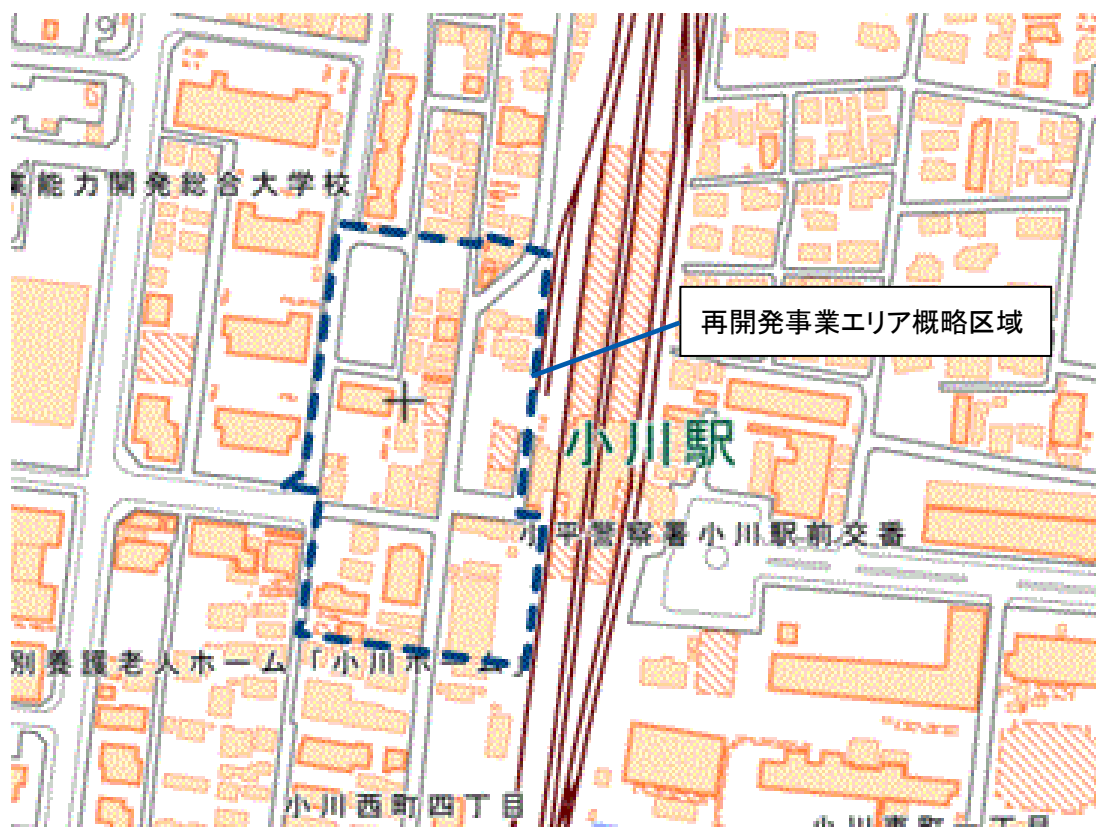 業能力開発総合大学校
再開発事業エリア概略区域
小川駅
小平警察署小川駅前交番
別養護老人ホーム「小川ホーム」
小川西町四丁目
小川東町一丁目